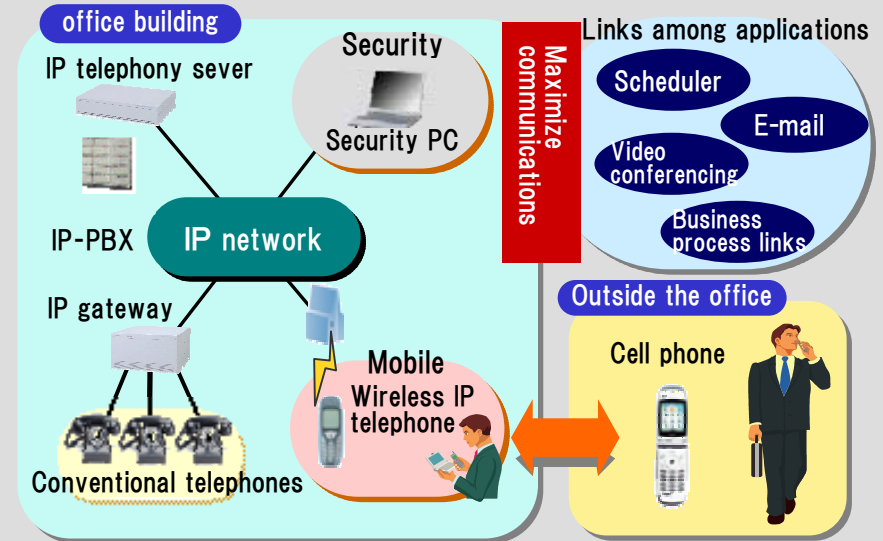 office building
IP telephony sever
Security
Security PC
IP-PBX
IP network
IP gateway
Mobile
Wireless IP
telephone
Conventional telephones
Maximize
communications
Links among applications
Scheduler
E-mail
Video
conferencing
Business
process links
Outside the office
Cell phone